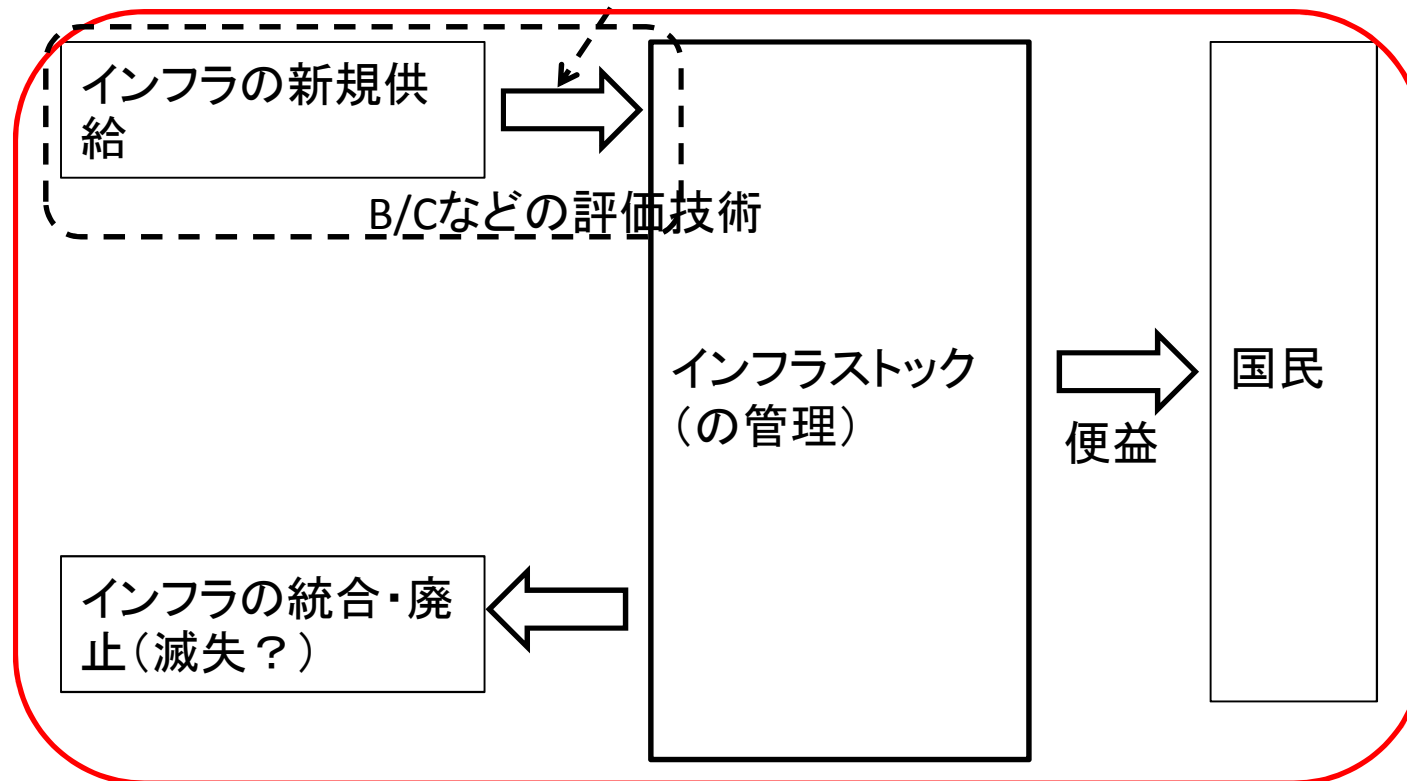 インフラの新規供
給
B/Cなどの評価技術
インフラストック
（の管理）
国民
便益
インフラの統合・廃
止（滅失？）